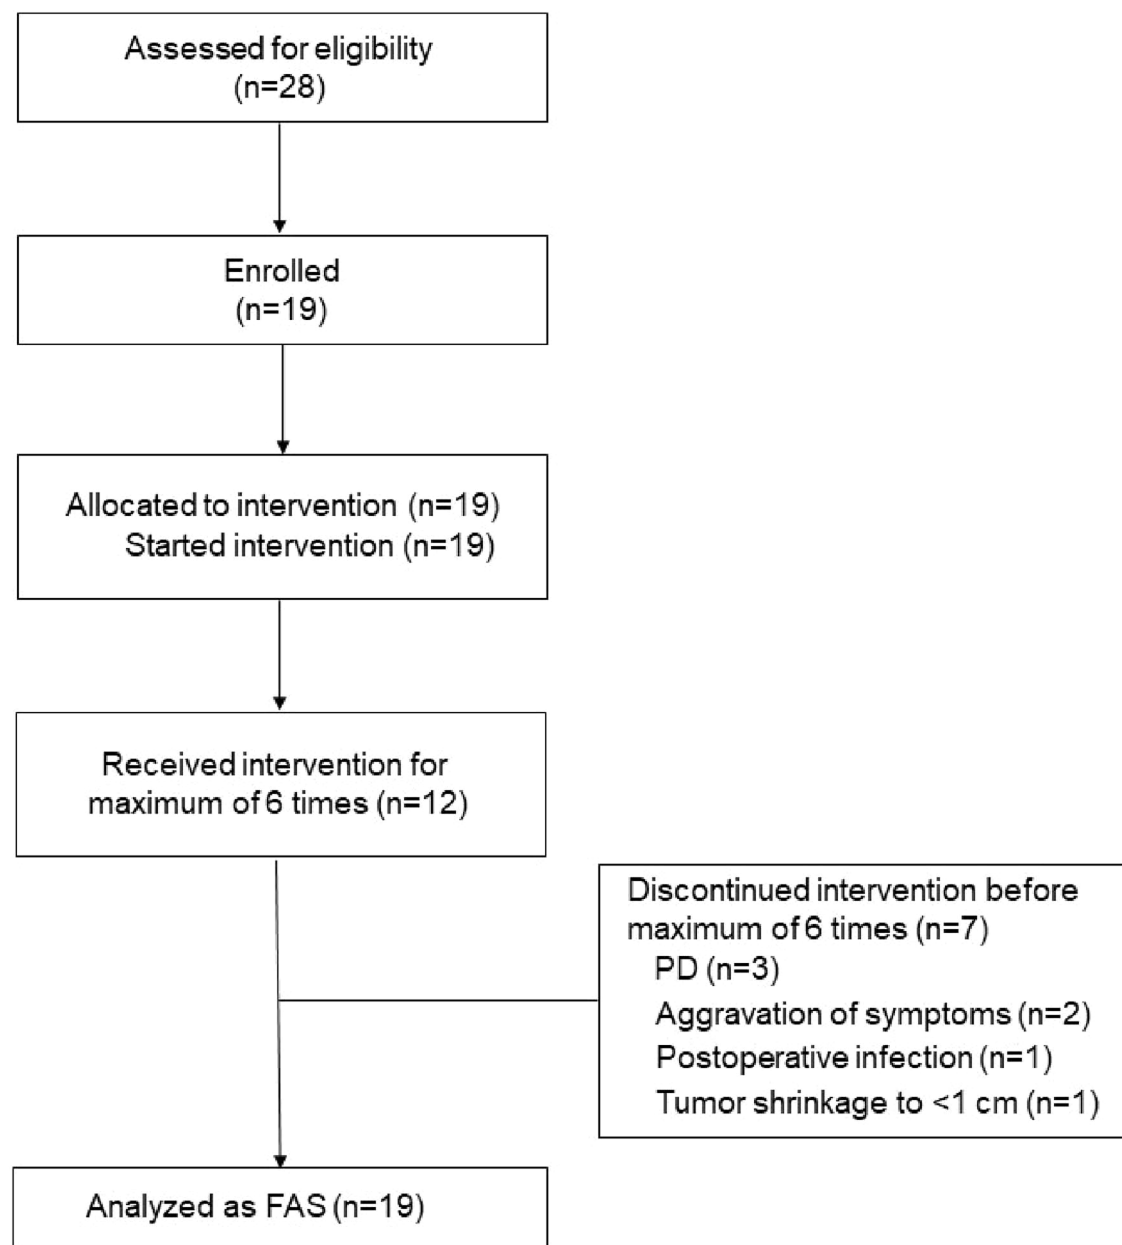 Assessed for eligibility
(n=28)
Enrolled
(n=19)
Allocated to intervention (n=19)
Started intervention (n=19)
Received intervention for
maximum of 6 times (n=12)
Discontinued intervention before
maximum of 6 times (n=7)
PD (n=3)
Aggravation of symptoms (n=2)
Postoperative infection (n=1)
Tumor shrinkage to <1 cm (n=1)
Analyzed as FAS (n=19)